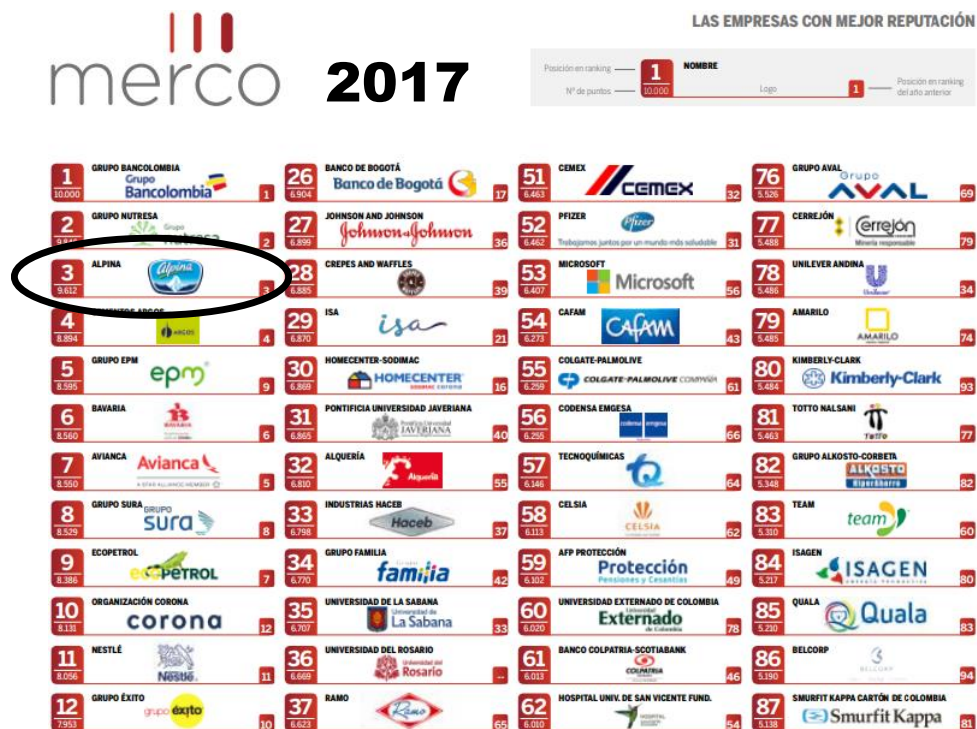 LAS EMPRESAS CON MEJOR REPUTACIÓN
merco 2017
Posición en ranking
1
NOMBRE
Nº de puntos
10.000
Logo
1
Posición en ranking
del año anterior
1 GRUPO BANCOLOMBIA
Grupo
Bancolombia
10.000 1
2 GRUPO NUTRESA
Grupo
nutresa
2
3 ALPINA
Alpina
9.612 3
4
ARGOS
8.894 4
5 GRUPO EPM
epm
8.595 9
6 BAVARIA
BAVARIA
8.560 6
7 AVIANCA
Avianca
A STAR ALLIANCE MEMBER
8.550 5
8 GRUPO SURA
GRUPO
sura
8.529 8
9 ECOPETROL
ecoPETROL
8.386 7
10 ORGANIZACIÓN CORONA
corona
8.131 12
11 NESTLÉ
Nestlé
8.056 11
12 GRUPO ÉXITO
grupo éxito
7.953 10
26 BANCO DE BOGOTÁ
Banco de Bogotá
6.904 17
27 JOHNSON AND JOHNSON
Johnson & Johnson
6.899 36
28 CREPES AND WAFFLES
6.885 39
29 ISA
isa
6.870 21
30 HOMECENTER-SODIMAC
HOMECENTER
SODIMAC CORONA
6.869 16
31 PONTIFICIA UNIVERSIDAD JAVERIANA
Pontificia Universidad
JAVERIANA
6.865 40
32 ALQUERÍA
Alquería
6.810 55
33 INDUSTRIAS HACEB
Haceb
6.798 37
34 GRUPO FAMILIA
Grupo
familia
6.770 42
35 UNIVERSIDAD DE LA SABANA
Universidad de
La Sabana
6.707 33
36 UNIVERSIDAD DEL ROSARIO
Universidad del
Rosario
6.669 --
37 RAMO
Ramo
6.623 65
51 CEMEX
CEMEX
6.463 32
52 PFIZER
Pfizer
Trabajamos juntos por un mundo más saludable
6.462 31
53 MICROSOFT
Microsoft
6.407 56
54 CAFAM
CAFAM
6.273 43
55 COLGATE-PALMOLIVE
COLGATE-PALMOLIVE COMPAÑIA
6.259 61
56 CODENSA EMGESA
codensa emgesa
6.255 66
57 TECNOQUÍMICAS
6.146 64
58 CELSIA
CELSIA
6.113 62
59 AFP PROTECCIÓN
Protección
Pensiones y Cesantías
6.102 49
60 UNIVERSIDAD EXTERNADO DE COLOMBIA
Universidad
Externado
de Colombia
6.020 78
61 BANCO COLPATRIA-SCOTIABANK
COLPATRIA
6.013 46
62 HOSPITAL UNIV. DE SAN VICENTE FUND.
HOSPITAL
6.010 54
76 GRUPO AVAL
Grupo
AVAL
5.526 69
77 CERREJÓN
Cerrejón
Minería responsable
5.488 79
78 UNILEVER ANDINA
Unilever
5.486 34
79 AMARILO
AMARILO
5.485 74
80 KIMBERLY-CLARK
Kimberly-Clark
5.484 93
81 TOTTO NALSANI
TOTTO
5.463 77
82 GRUPO ALKOSTO-CORBETA
ALKOSTO
HiperAhorro
5.348 82
83 TEAM
team
5.310 60
84 ISAGEN
ISAGEN
ENERGÍA PRODUCTIVA
5.217 80
85 QUALA
Quala
5.210 83
86 BELCORP
BELCORP
5.190 94
87 SMURFIT KAPPA CARTÓN DE COLOMBIA
Smurfit Kappa
5.138 81